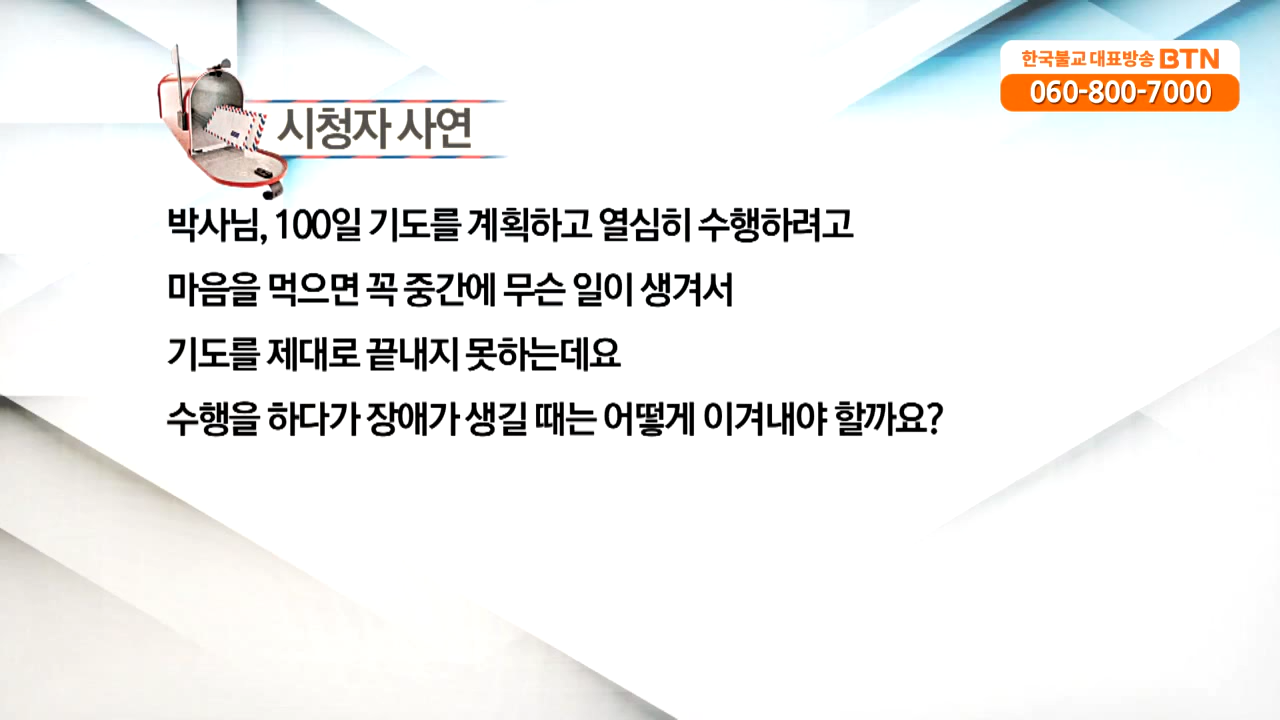 한국불교 대표방송 BTN
060-800-7000
시청자 사연
박사님, 100일 기도를 계획하고 열심히 수행하려고
마음을 먹으면 꼭 중간에 무슨 일이 생겨서
기도를 제대로 끝내지 못하는데요
수행을 하다가 장애가 생길 때는 어떻게 이겨내야 할까요?